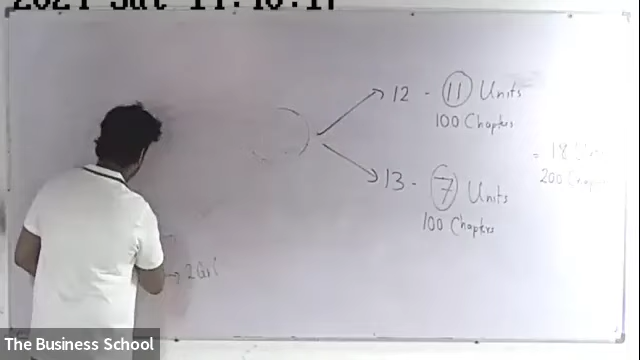 2021 Sat
12 - 11 Units
100 Chapters
= 18
200 Chapters
13 - 7 Units
100 Chapters
The Business School